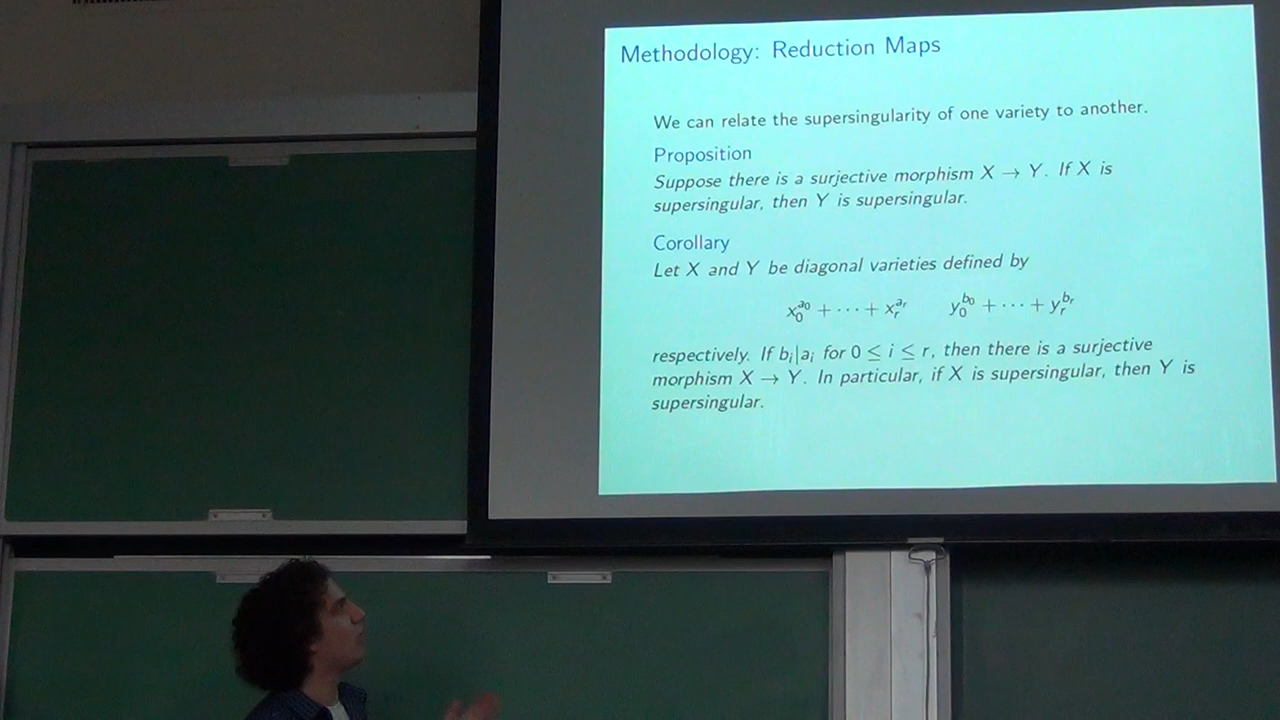 Methodology: Reduction Maps
We can relate the supersingularity of one variety to another.
Proposition
Suppose there is a surjective morphism X → Y. If X is
supersingular, then Y is supersingular.
Corollary
Let X and Y be diagonal varieties defined by
x_0^{a_0} + ⋯ + x_r^{a_r} y_0^{b_0} + ⋯ + y_r^{b_r}
respectively. If b_i|a_i for 0 ≤ i ≤ r, then there is a surjective
morphism X → Y. In particular, if X is supersingular, then Y is
supersingular.